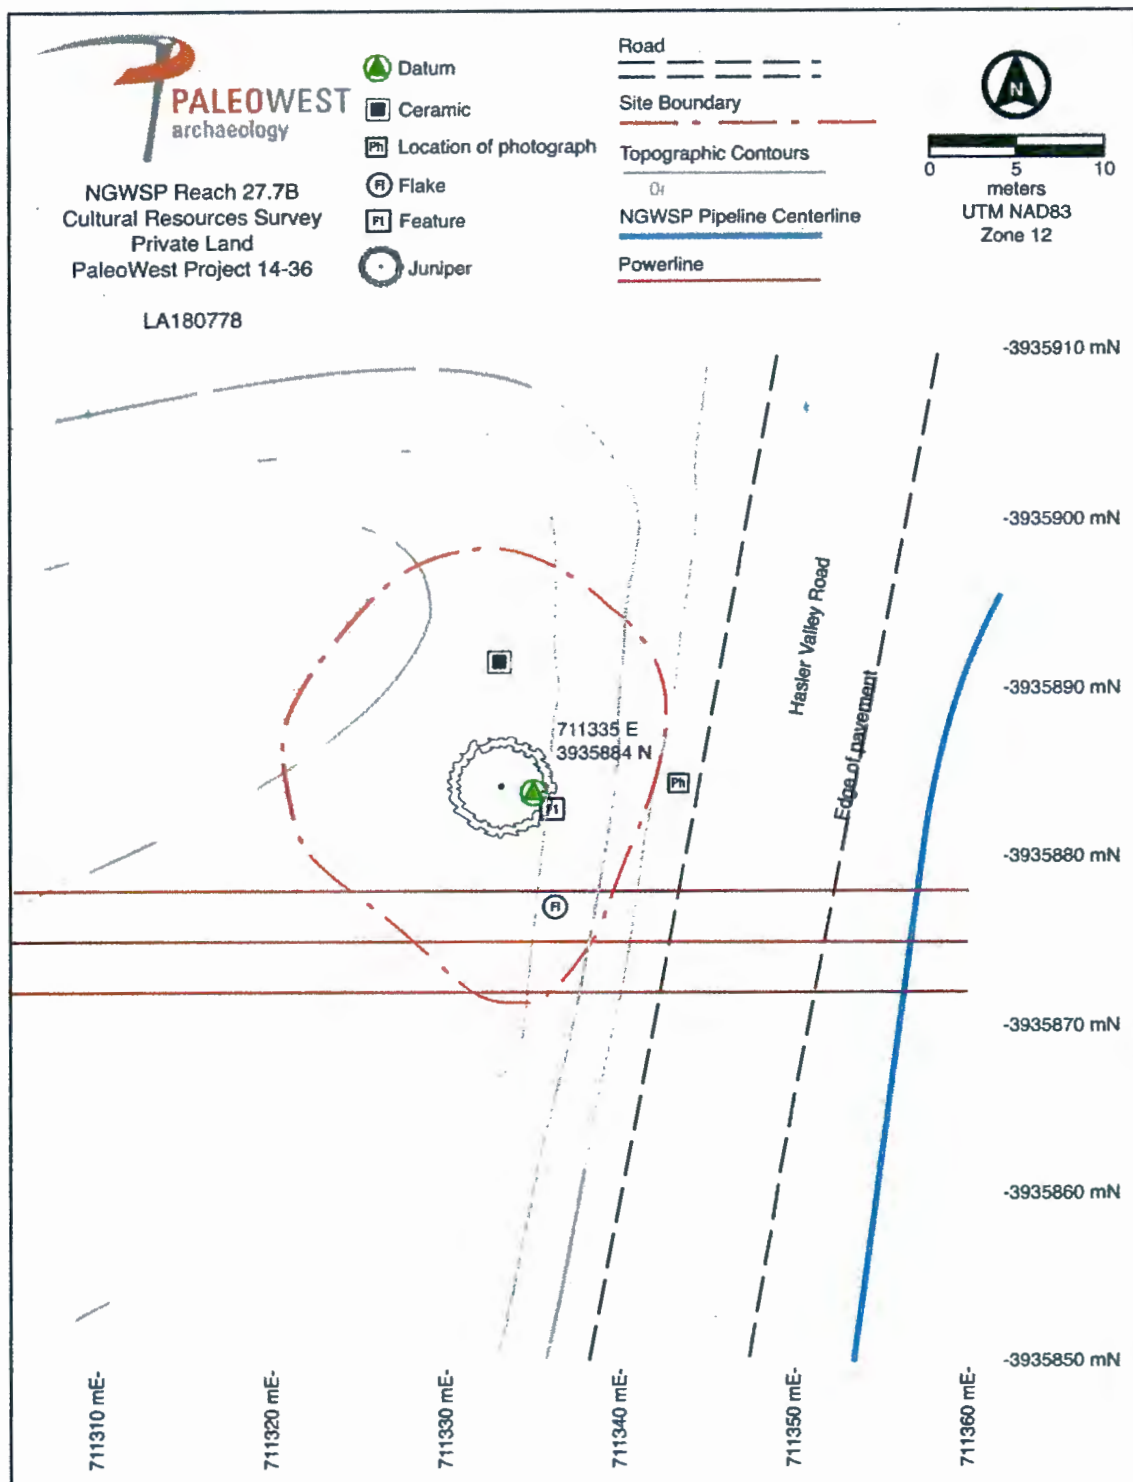 PALEOWEST
archaeology
NGWSP Reach 27.7B
Cultural Resources Survey
Private Land
PaleoWest Project 14-36
LA180778
Datum
Ceramic
Ph Location of photograph
Fl Flake
Ft Feature
Juniper
Road
Site Boundary
Topographic Contours
NGWSP Pipeline Centerline
Powerline
N
0 5 10
meters
UTM NAD83
Zone 12
-3935910 mN
-3935900 mN
-3935890 mN
-3935880 mN
-3935870 mN
-3935860 mN
-3935850 mN
Hasler Valley Road
Edge of pavement
711335 E
3935884 N
Ph
Fl
711310 mE-
711320 mE-
711330 mE-
711340 mE-
711350 mE-
711360 mE-